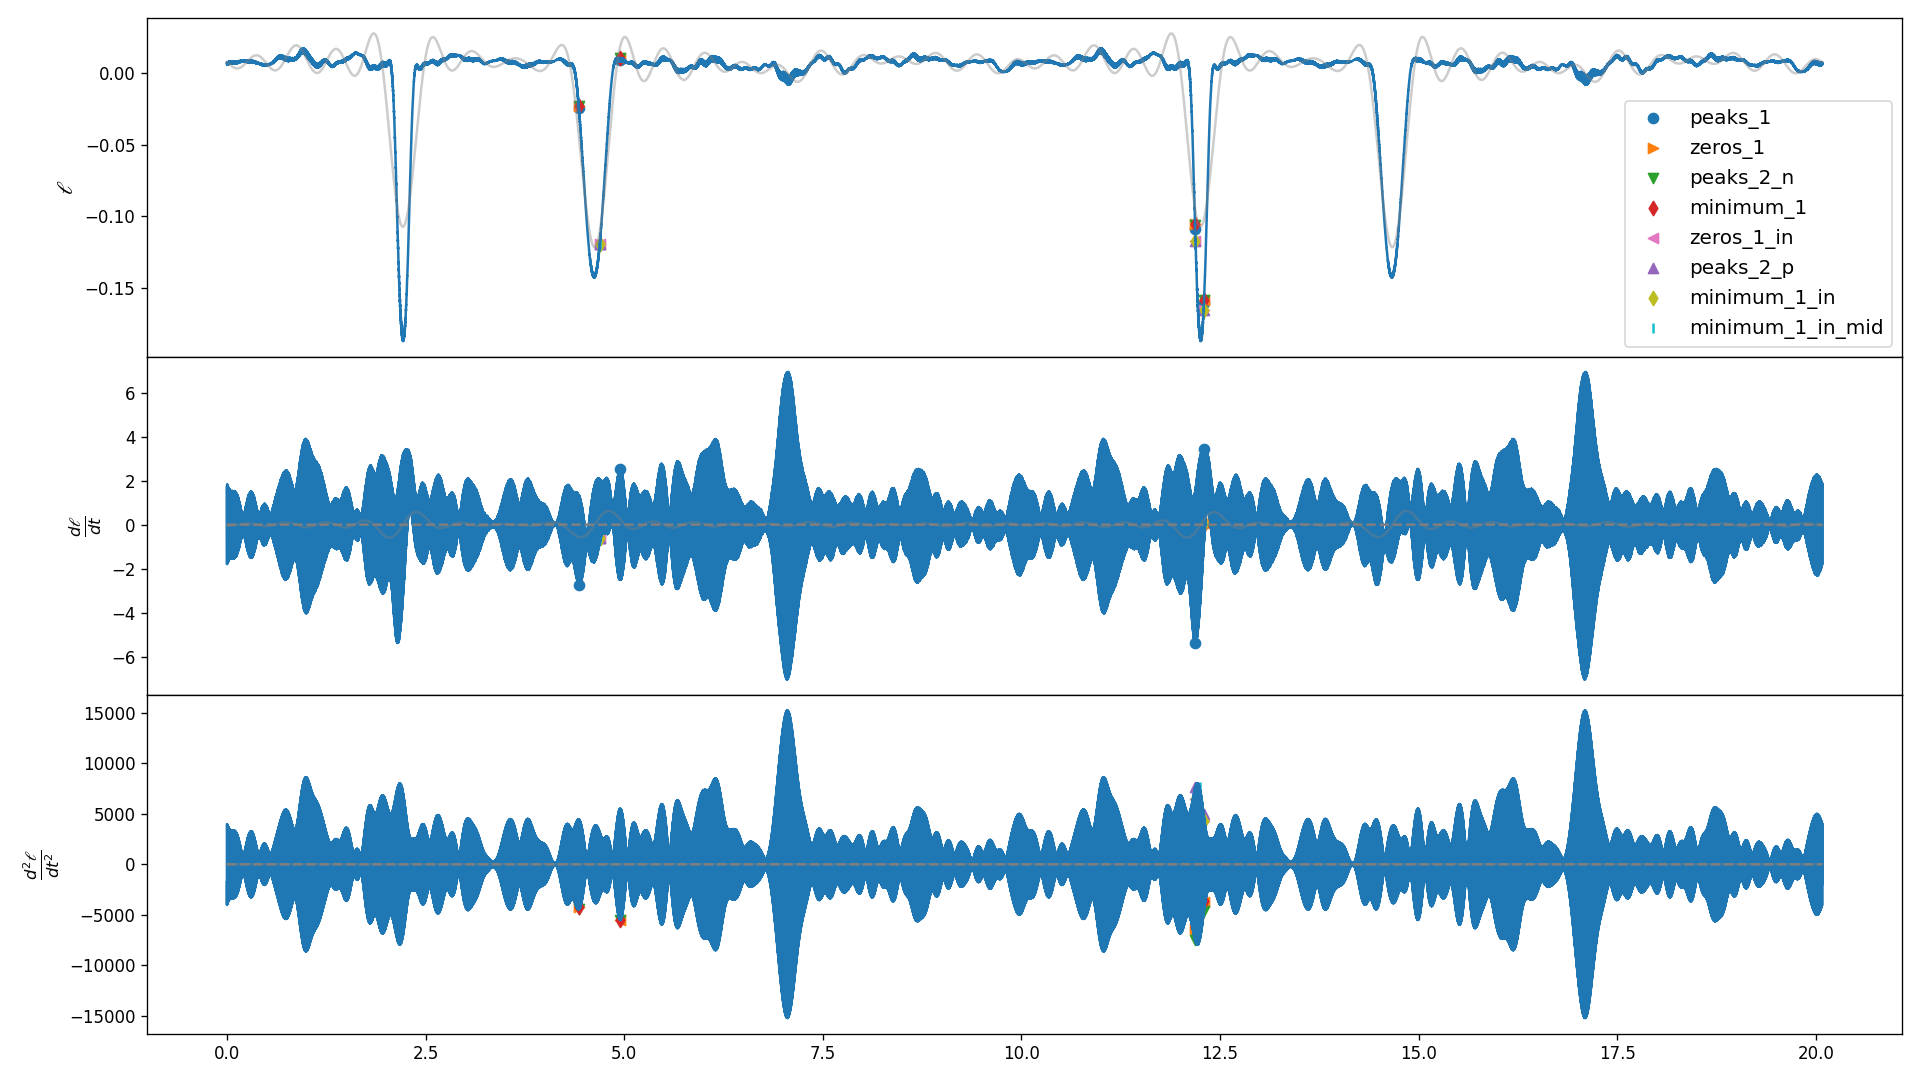 0.00
−0.05
−0.10
−0.15
ℓ
peaks_1
zeros_1
peaks_2_n
minimum_1
zeros_1_in
peaks_2_p
minimum_1_in
minimum_1_in_mid
6
4
2
0
−2
−4
−6
dℓ
dt
15000
10000
5000
0
−5000
−10000
−15000
d²ℓ
dt²
0.0 2.5 5.0 7.5 10.0 12.5 15.0 17.5 20.0